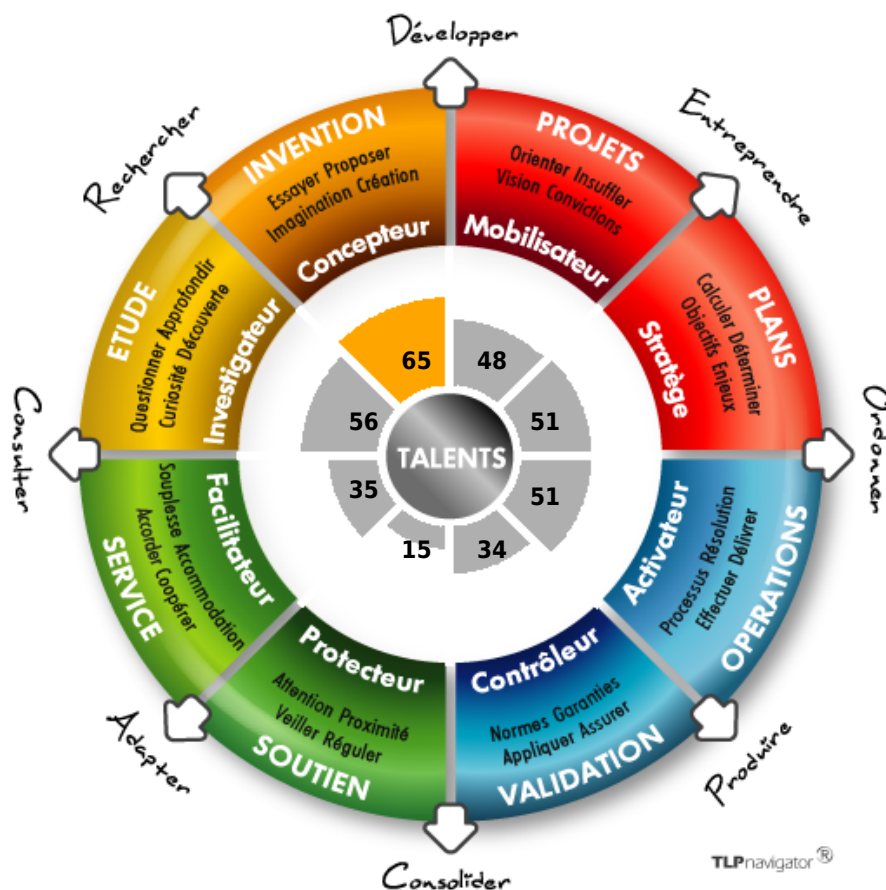 Développer
Entreprendre
Ordonner
Produire
Consolider
Adapter
Consulter
Rechercher
INVENTION
Essayer Proposer
Imagination Création
Concepteur
PROJETS
Orienter Insuffler
Vision Convictions
Mobilisateur
PLANS
Calculer Déterminer
Objectifs Enjeux
Stratège
OPERATIONS
Processus Résolution
Effectuer Délivrer
Activateur
Contrôleur
Normes Garanties
Appliquer Assurer
VALIDATION
Protecteur
Attention Proximité
Veiller Réguler
SOUTIEN
Facilitateur
Souplesse Accommodation
Accorder Coopérer
SERVICE
ETUDE
Questionner Approfondir
Curiosité Découverte
Investigateur
65
48
51
51
34
15
35
56
TALENTS
TLPnavigator ®